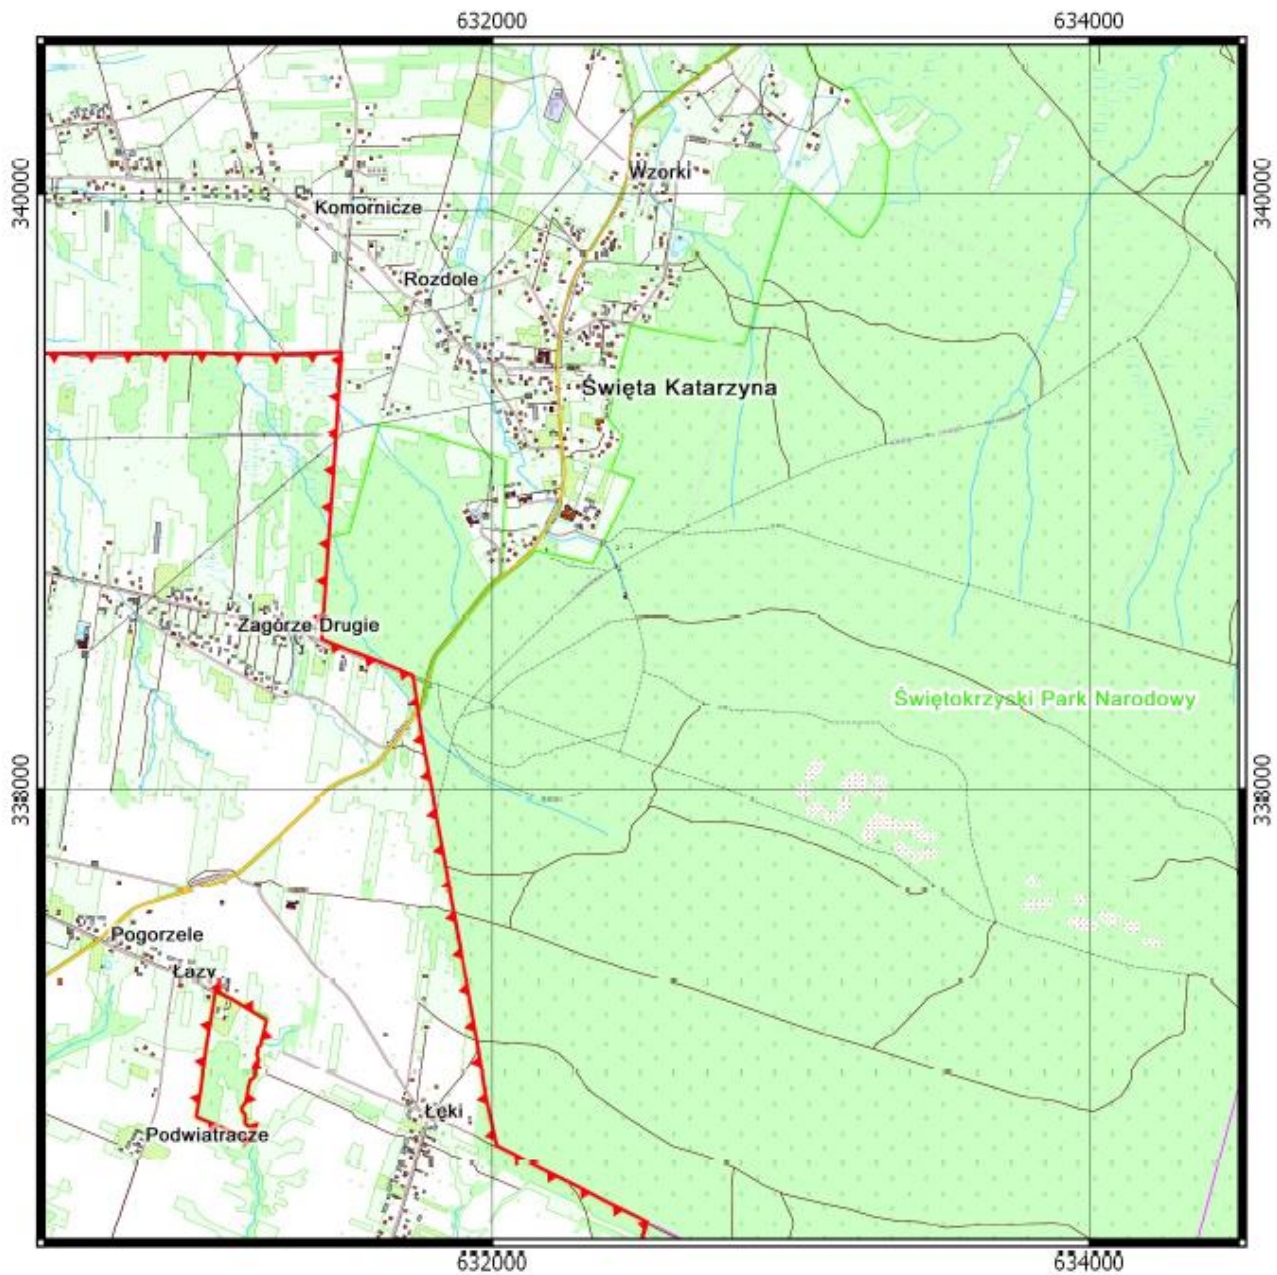 632000
634000
340000
340000
Wzorki
Komornicze
Rozdole
Święta Katarzyna
Zagórze Drugie
Świętokrzyski Park Narodowy
338000
338000
Pogorzele
Łazy
Łęki
Podwiatracze
632000
634000